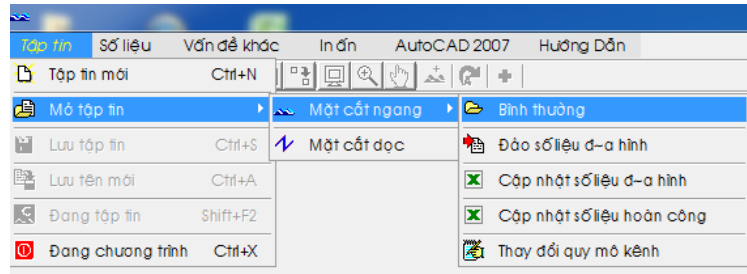 Tập tin Số liệu Vấn đề khác In ấn AutoCAD 2007 Hướng Dẫn
Tập tin mới Ctrl+N
Mở tập tin
Lưu tập tin Ctrl+S
Lưu tên mới Ctrl+A
Đang tập tin Shift+F2
Đang chương trình Ctrl+X
Mặt cắt ngang
Mặt cắt dọc
Bình thường
Đảo số liệu đ~a hình
Cập nhật số liệu đ~a hình
Cập nhật số liệu hoàn công
Thay đổi quy mô kênh